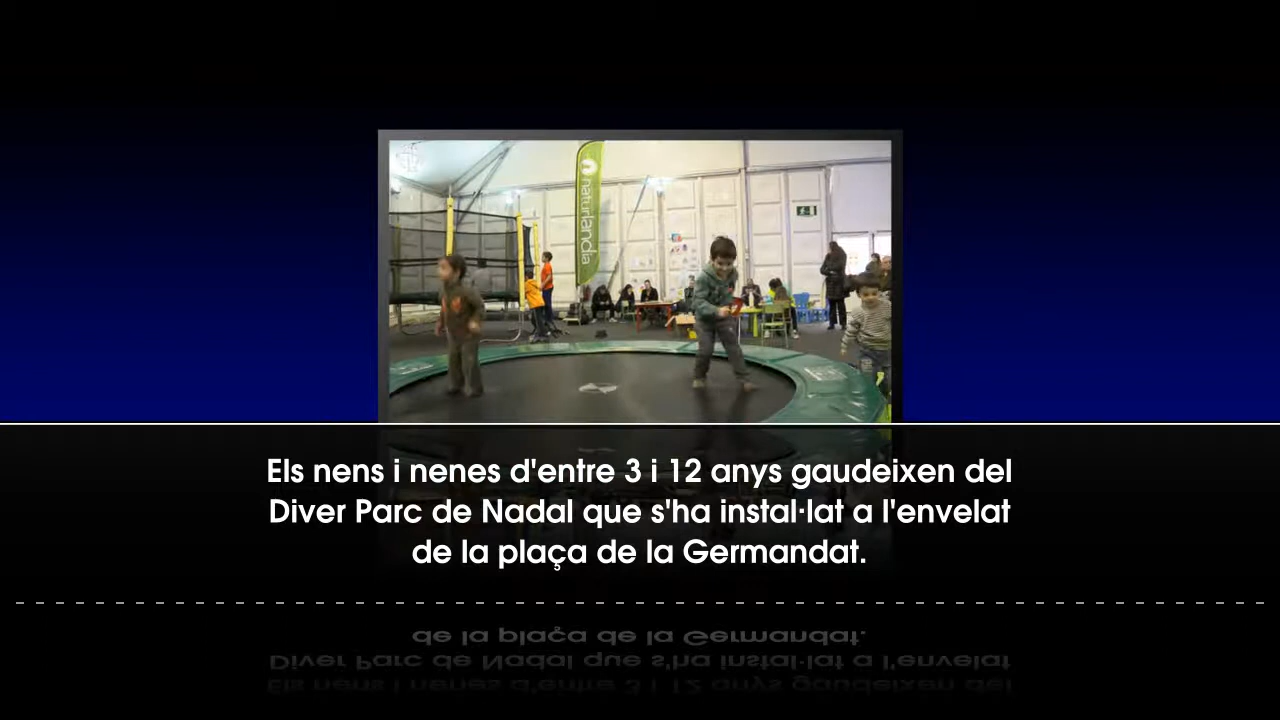 naturlandia
Els nens i nenes d'entre 3 i 12 anys gaudeixen del
Diver Parc de Nadal que s'ha instal·lat a l'envelat
de la plaça de la Germandat.